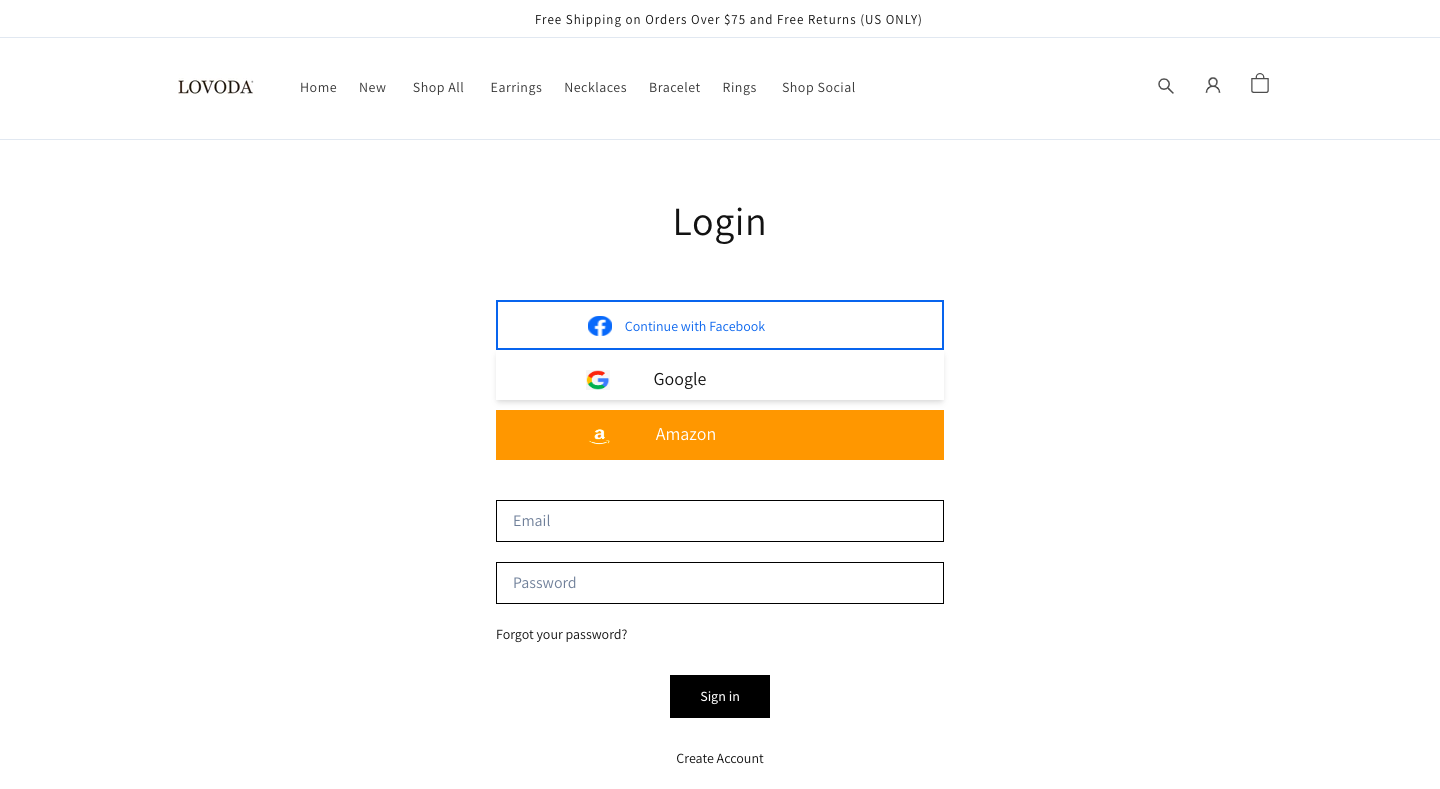 Free Shipping on Orders Over $75 and Free Returns (US ONLY)
LOVODA
Home New Shop All Earrings Necklaces Bracelet Rings Shop Social
Login
Continue with Facebook
Google
Amazon
Email
Password
Forgot your password?
Sign in
Create Account